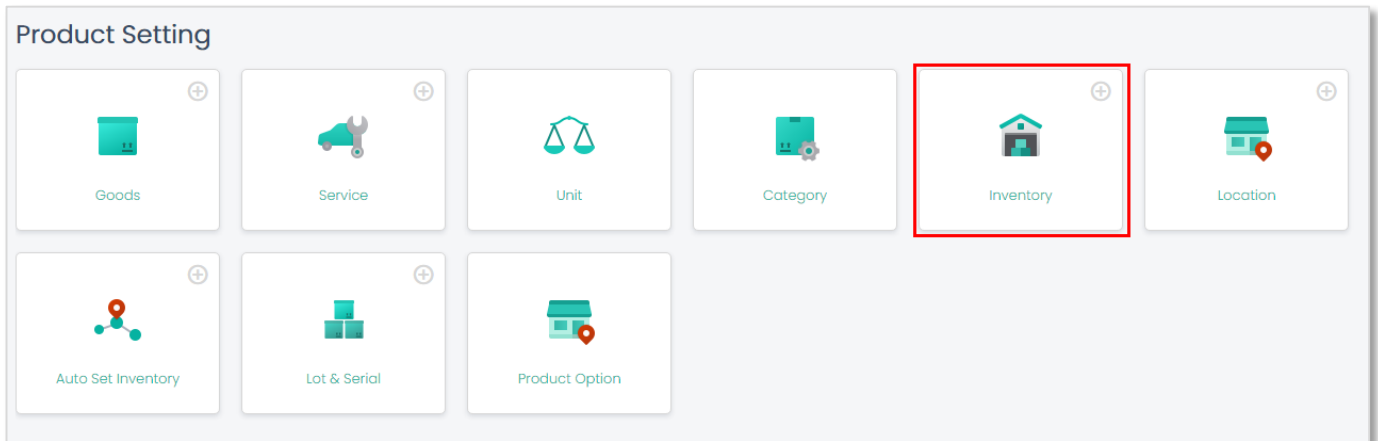 Product Setting
Goods
Service
Unit
Category
Inventory
Location
Auto Set Inventory
Lot & Serial
Product Option